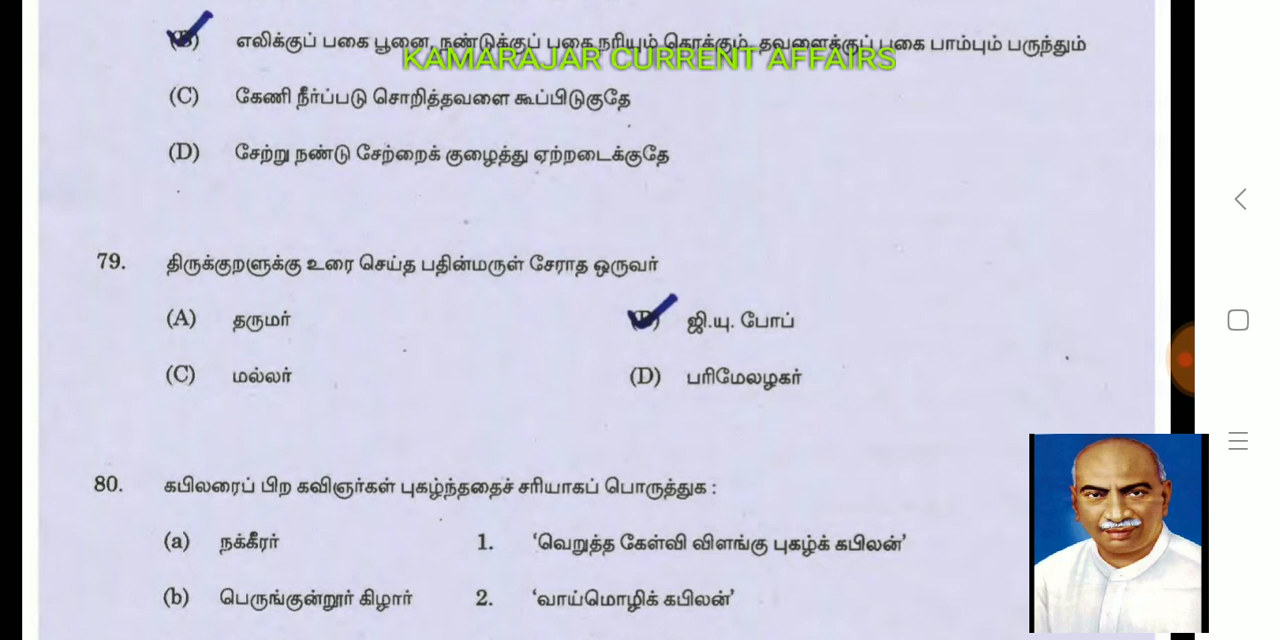 (B) எலிக்குப் பகை பூனை, நண்டுக்குப் பகை நரியும் கொக்கும், தவளைக்குப் பகை பாம்பும் பருந்தும்
KAMARAJAR CURRENT AFFAIRS
(C) கேணி நீர்ப்படு சொறித்தவளை கூப்பிடுகுதே
(D) சேற்று நண்டு சேற்றைக் குழைத்து ஏற்றடைக்குதே
79. திருக்குறளுக்கு உரை செய்த பதின்மருள் சேராத ஒருவர்
(A) தருமர் (B) ஜி.யு. போப்
(C) மல்லர் (D) பரிமேலழகர்
80. கபிலரைப் பிற கவிஞர்கள் புகழ்ந்ததைச் சரியாகப் பொருத்துக :
(a) நக்கீரர் 1. ‘வெறுத்த கேள்வி விளங்கு புகழ்க் கபிலன்’
(b) பெருங்குன்றூர் கிழார் 2. ‘வாய்மொழிக் கபிலன்’